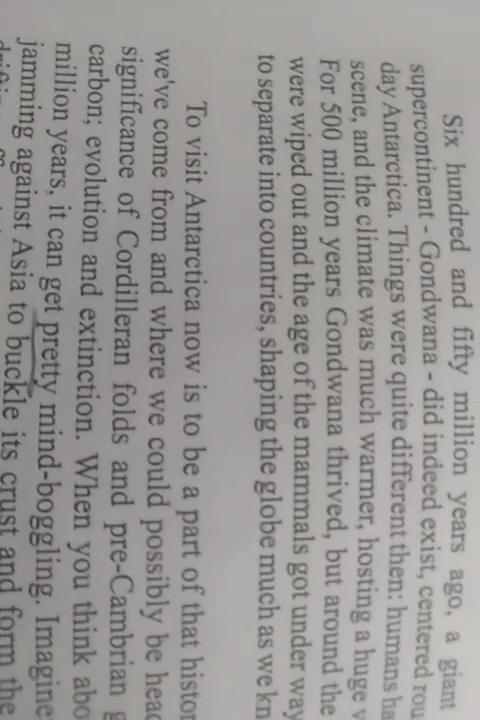 Six hundred and fifty million years ago, a giant
supercontinent - Gondwana - did indeed exist, centered
day Antarctica. Things were quite different then: humans
scene, and the climate was much warmer, hosting a huge
For 500 million years Gondwana thrived, but around the
were wiped out and the age of the mammals got under way
to separate into countries, shaping the globe much as we
To visit Antarctica now is to be a part of that
we've come from and where we could possibly be
significance of Cordilleran folds and pre-Cambrian
carbon; evolution and extinction. When you think
million years, it can get pretty mind-boggling. Imagine
jamming against Asia to buckle its crust and form the